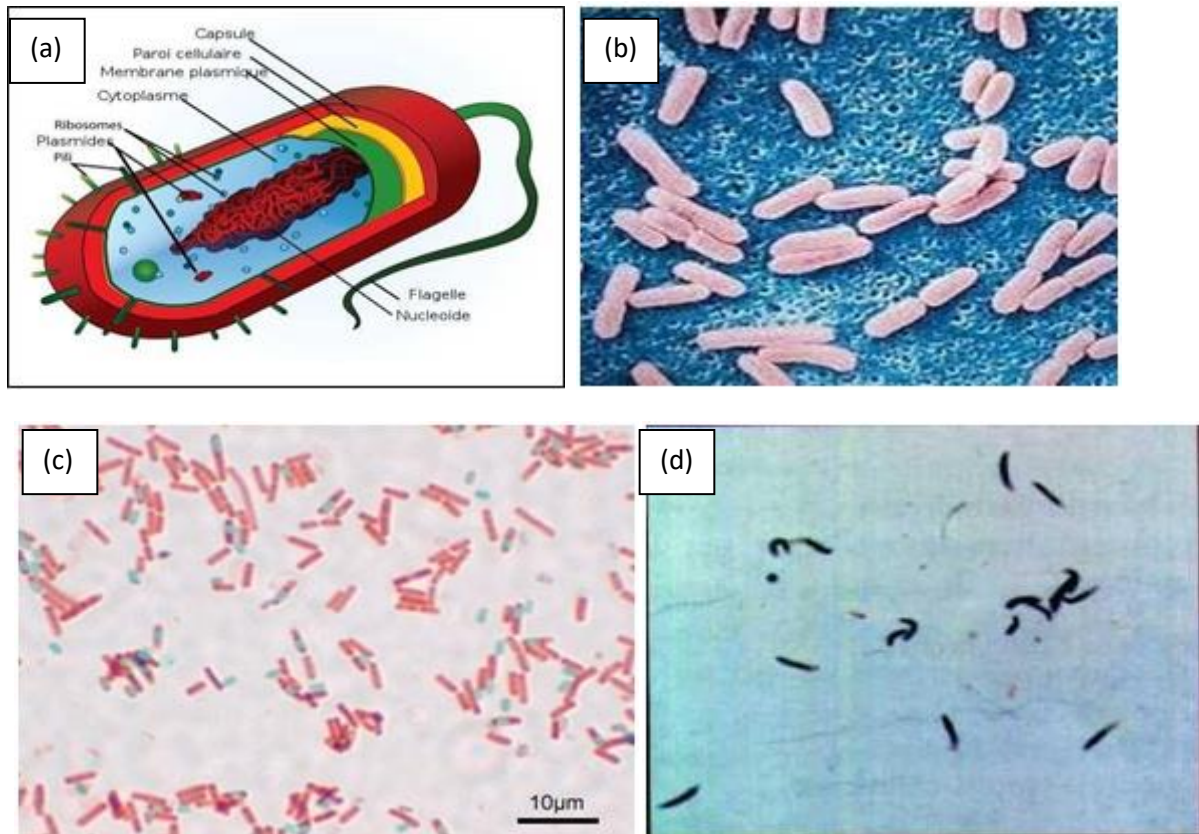 (a)
Capsule
Paroi cellulaire
Membrane plasmique
Cytoplasme
Ribosomes
Plasmides
Pili
Flagelle
Nucleoide
(b)
(c)
10µm
(d)